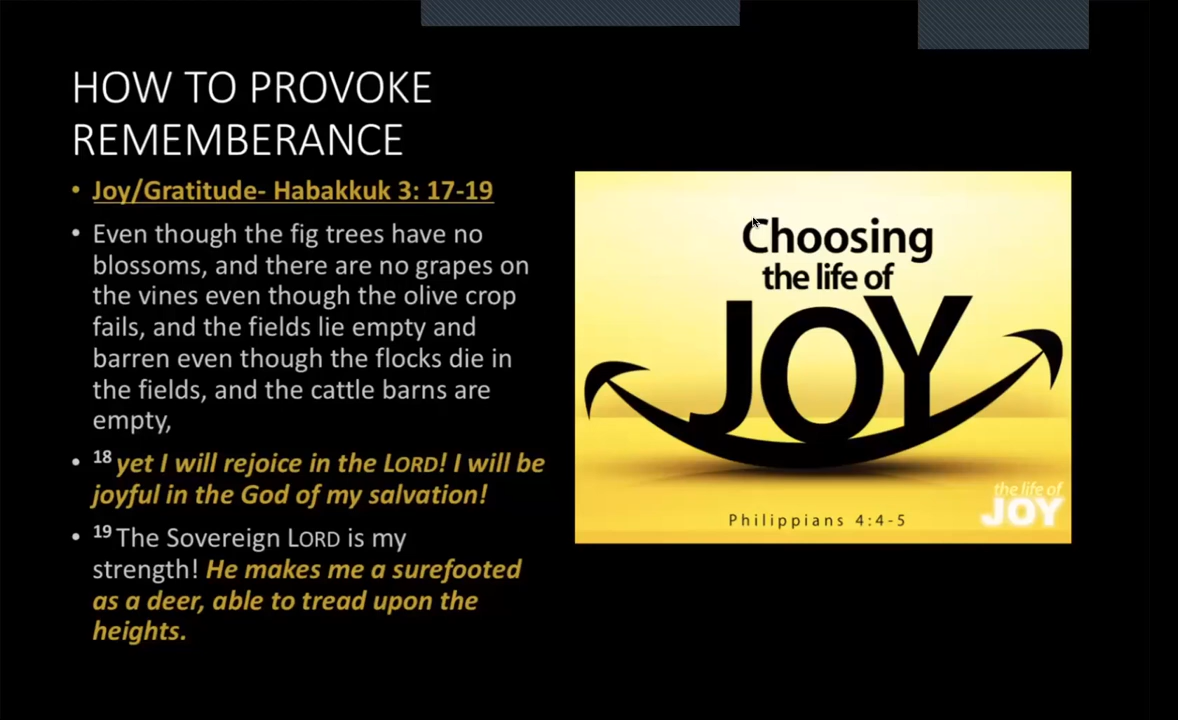 HOW TO PROVOKE
REMEMBERANCE
• Joy/Gratitude- Habakkuk 3: 17-19
• Even though the fig trees have no
blossoms, and there are no grapes on
the vines even though the olive crop
fails, and the fields lie empty and
barren even though the flocks die in
the fields, and the cattle barns are
empty,
• 18 yet I will rejoice in the LORD! I will be
joyful in the God of my salvation!
• 19 The Sovereign LORD is my
strength! He makes me a surefooted
as a deer, able to tread upon the
heights.
Choosing
the life of
JOY
Philippians 4:4-5
the life of
JOY